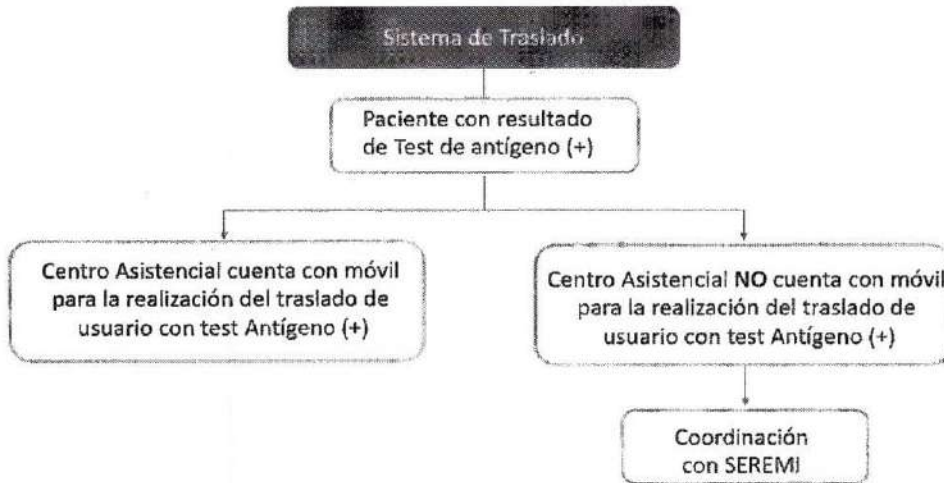 Sistema de Traslado
Paciente con resultado
de Test de antígeno (+)
Centro Asistencial cuenta con móvil
para la realización del traslado de
usuario con test Antígeno (+)
Centro Asistencial NO cuenta con móvil
para la realización del traslado de
usuario con test Antígeno (+)
Coordinación
con SEREMI